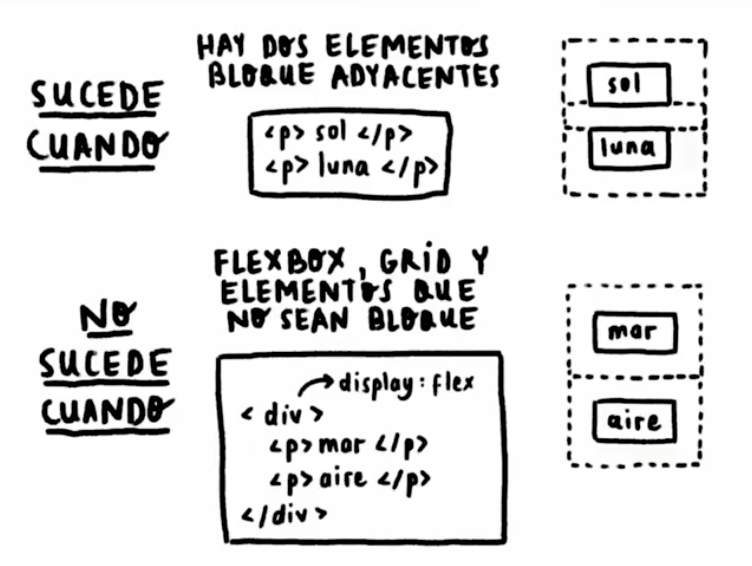 SUCEDE
CUANDO
HAY DOS ELEMENTOS
BLOQUE ADYACENTES
<p> sol </p>
<p> luna </p>
sol
luna
NO
SUCEDE
CUANDO
FLEXBOX, GRID Y
ELEMENTOS QUE
NO SEAN BLOQUE
display: flex
<div>
<p> mar </p>
<p> aire </p>
</div>
mar
aire